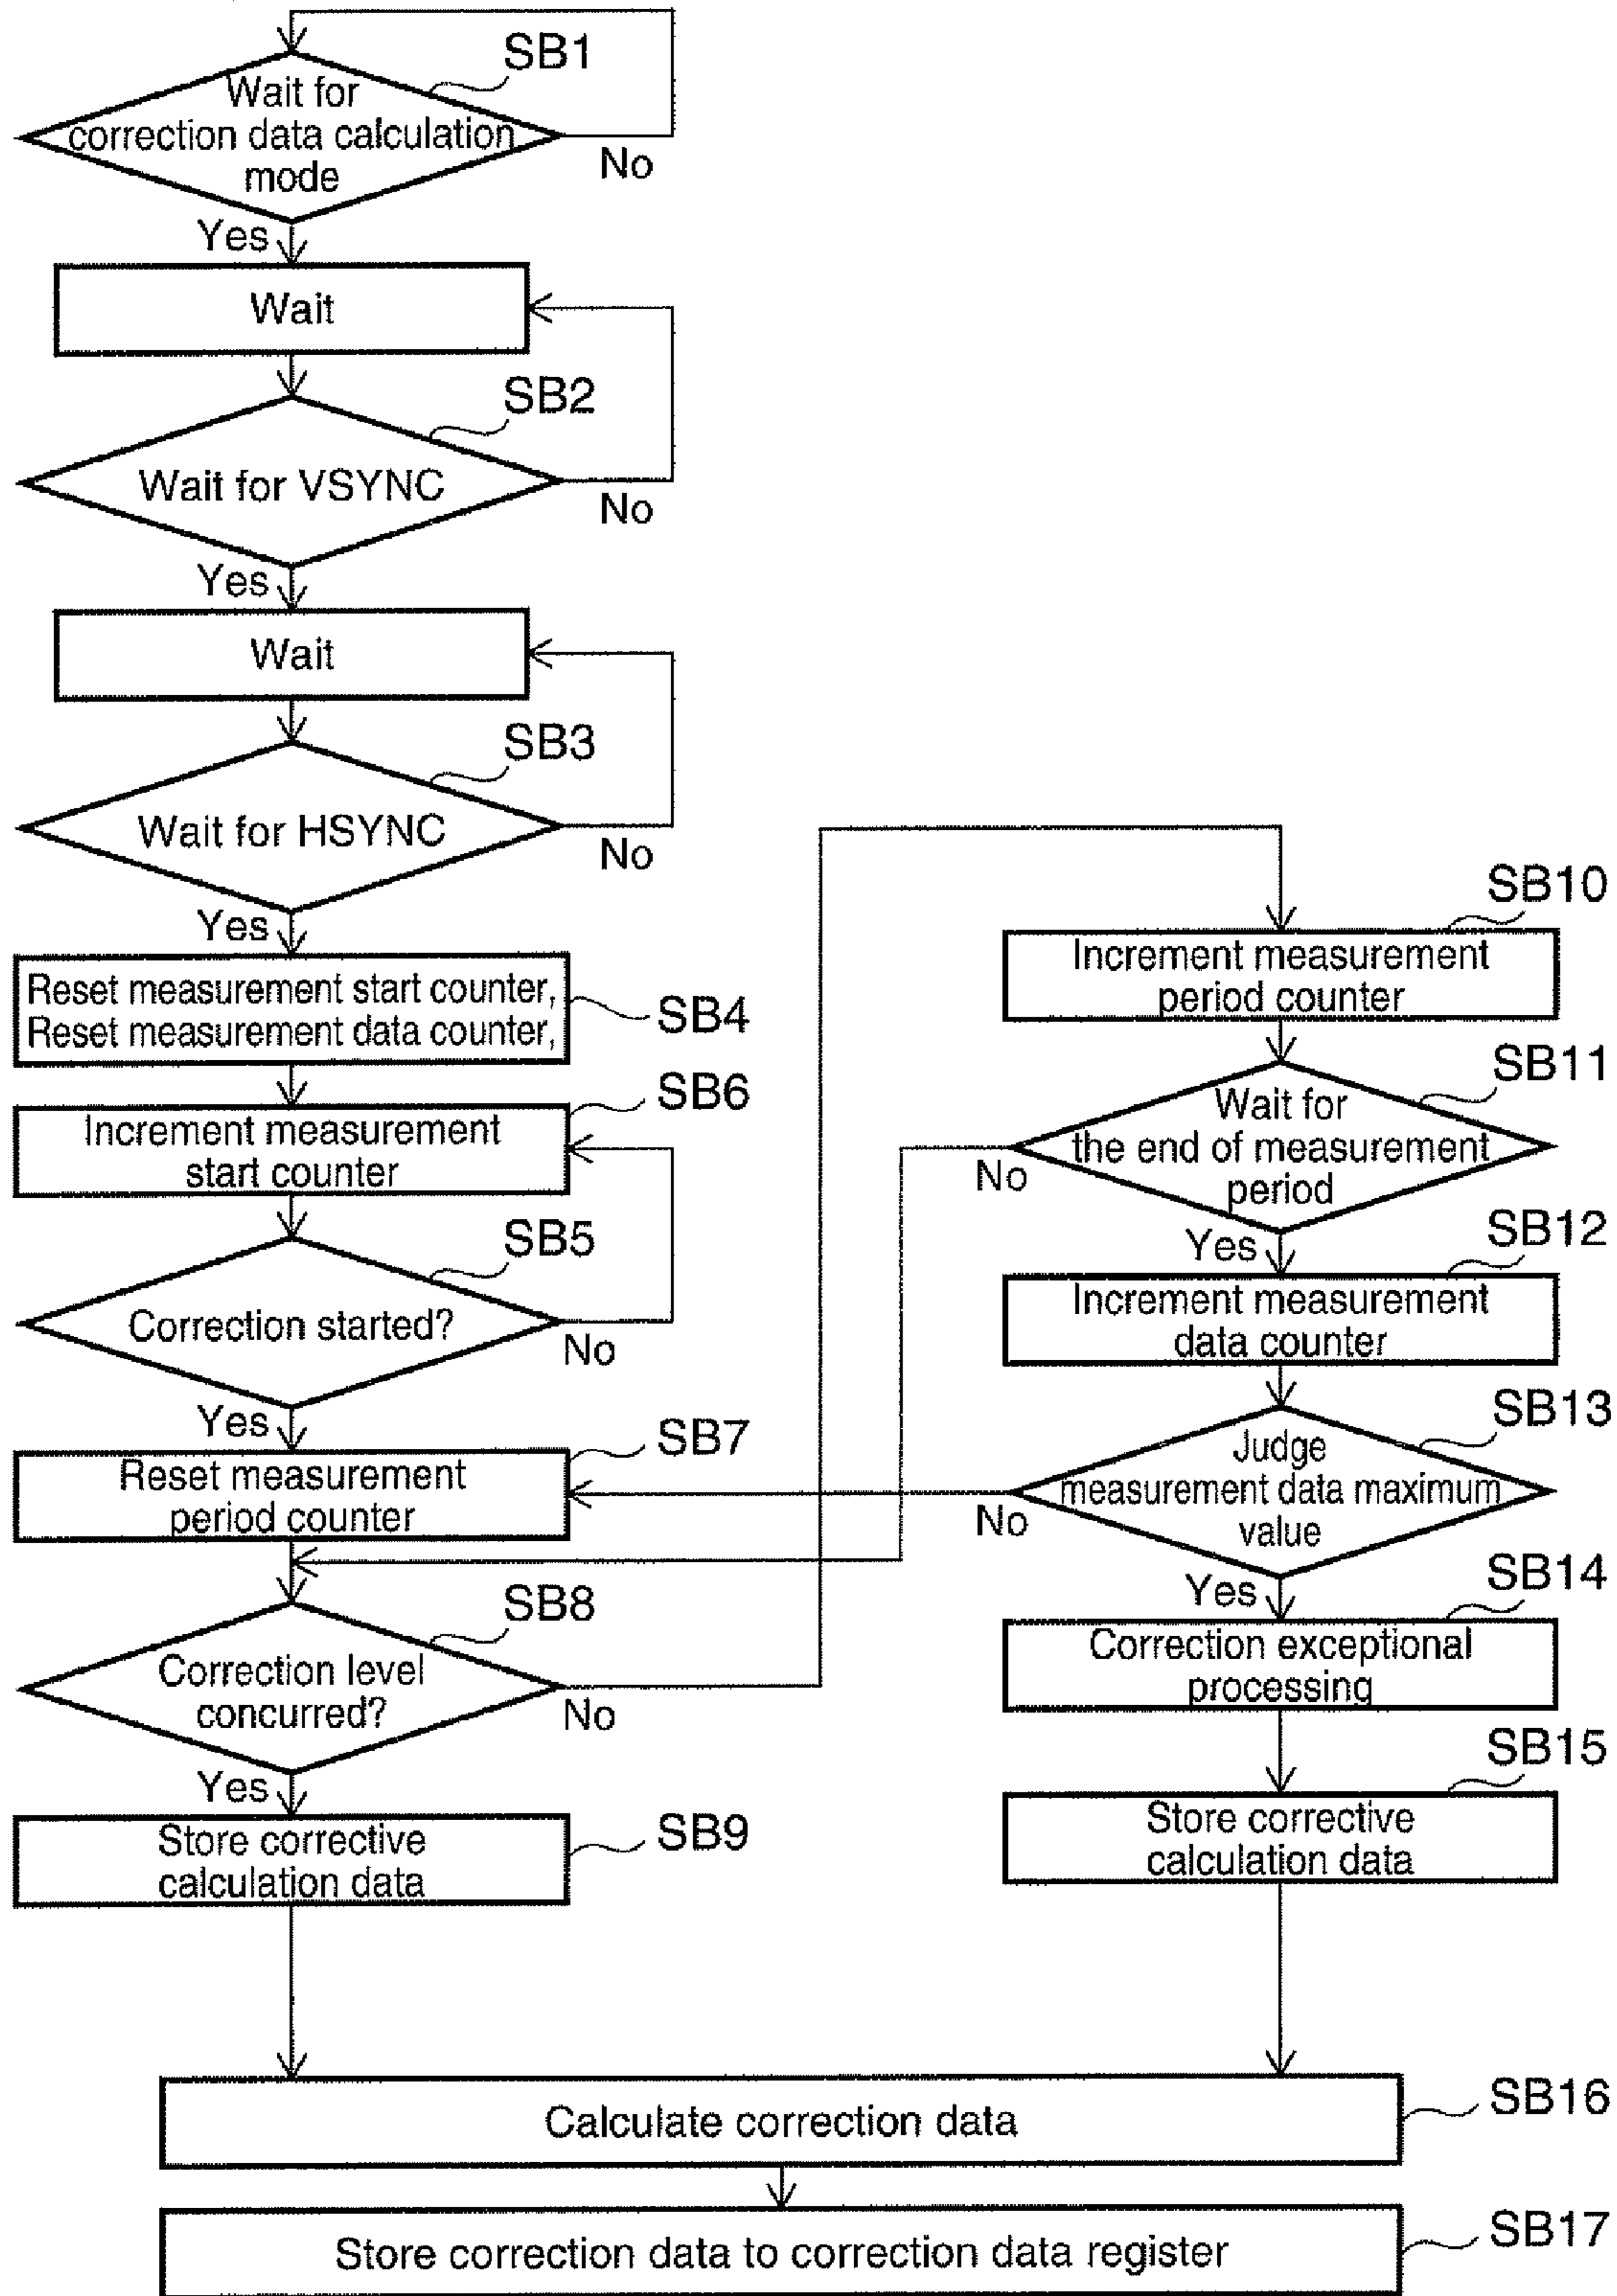 SB1
Wait for
correction data calculation
mode
No
Yes
Wait
SB2
Wait for VSYNC
No
Yes
Wait
SB3
Wait for HSYNC
No
Yes
Reset measurement start counter,
Reset measurement data counter,
SB4
SB6
Increment measurement
start counter
SB5
Correction started?
No
Yes
SB7
Reset measurement
period counter
SB8
Correction level
concurred?
No
Yes
Store corrective
calculation data
SB9
SB10
Increment measurement
period counter
SB11
Wait for
the end of measurement
period
No
Yes
SB12
Increment measurement
data counter
SB13
Judge
measurement data maximum
value
No
Yes
SB14
Correction exceptional
processing
SB15
Store corrective
calculation data
Calculate correction data
SB16
Store correction data to correction data register
SB17